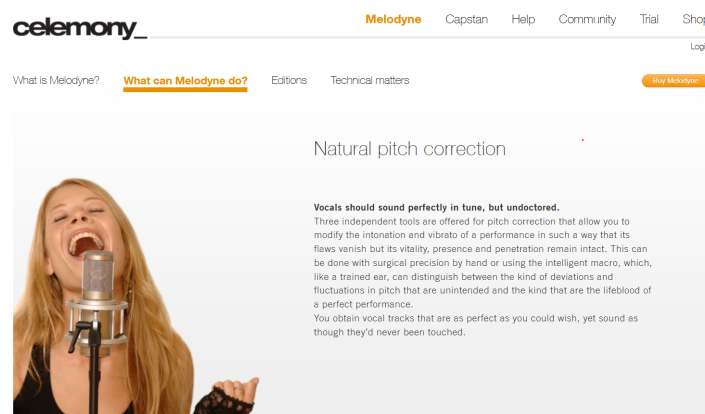 celemony_
Melodyne Capstan Help Community Trial Shop
Logi
What is Melodyne? What can Melodyne do? Editions Technical matters Buy Melodyne
Natural pitch correction
Vocals should sound perfectly in tune, but undoctored.
Three independent tools are offered for pitch correction that allow you to
modify the intonation and vibrato of a performance in such a way that its
flaws vanish but its vitality, presence and penetration remain intact. This can
be done with surgical precision by hand or using the intelligent macro, which,
like a trained ear, can distinguish between the kind of deviations and
fluctuations in pitch that are unintended and the kind that are the lifeblood of
a perfect performance.
You obtain vocal tracks that are as perfect as you could wish, yet sound as
though they'd never been touched.